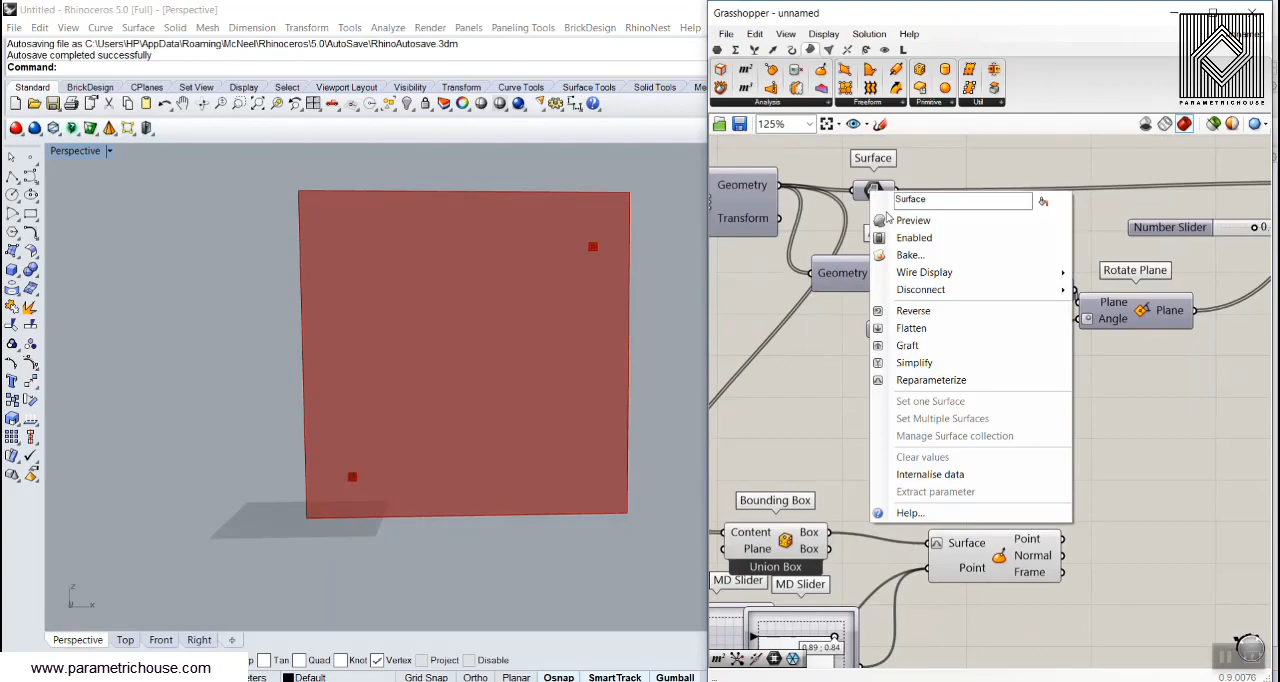 Untitled - Rhinoceros 5.0 [Full] - [Perspective]
File Edit View Curve Surface Solid Mesh Dimension Transform Tools Analyze Render Panels Paneling Tools BrickDesign RhinoNest Help
Autosaving file as C:\Users\HP\AppData\Roaming\McNeel\Rhinoceros\5.0\AutoSave\RhinoAutosave.3dm
Autosave completed successfully
Command:
Standard BrickDesign CPlanes Set View Display Select Viewport Layout Visibility Transform Curve Tools Surface Tools Solid Tools
Perspective
z
x
Perspective Top Front Right
Tan Quad Knot Vertex Project Disable
Default Grid Snap Ortho Planar Osnap SmartTrack Gumball
www.parametrichouse.com
Grasshopper - unnamed
File Edit View Display Solution Help
PARAMETRICHOUSE
Analysis Freeform Primitive Util
125%
Surface
Geometry
Transform
Surface
Preview
Enabled
Bake...
Wire Display
Disconnect
Reverse
Flatten
Graft
Simplify
Reparameterize
Set one Surface
Set Multiple Surfaces
Manage Surface collection
Clear values
Internalise data
Extract parameter
Help...
Geometry
Number Slider
Rotate Plane
Plane
Angle
Plane
Bounding Box
Content Box
Plane Box
Union Box
MD Slider MD Slider
0.89 ; 0.84
Surface
Point
Point
Normal
Frame
0.9.0076